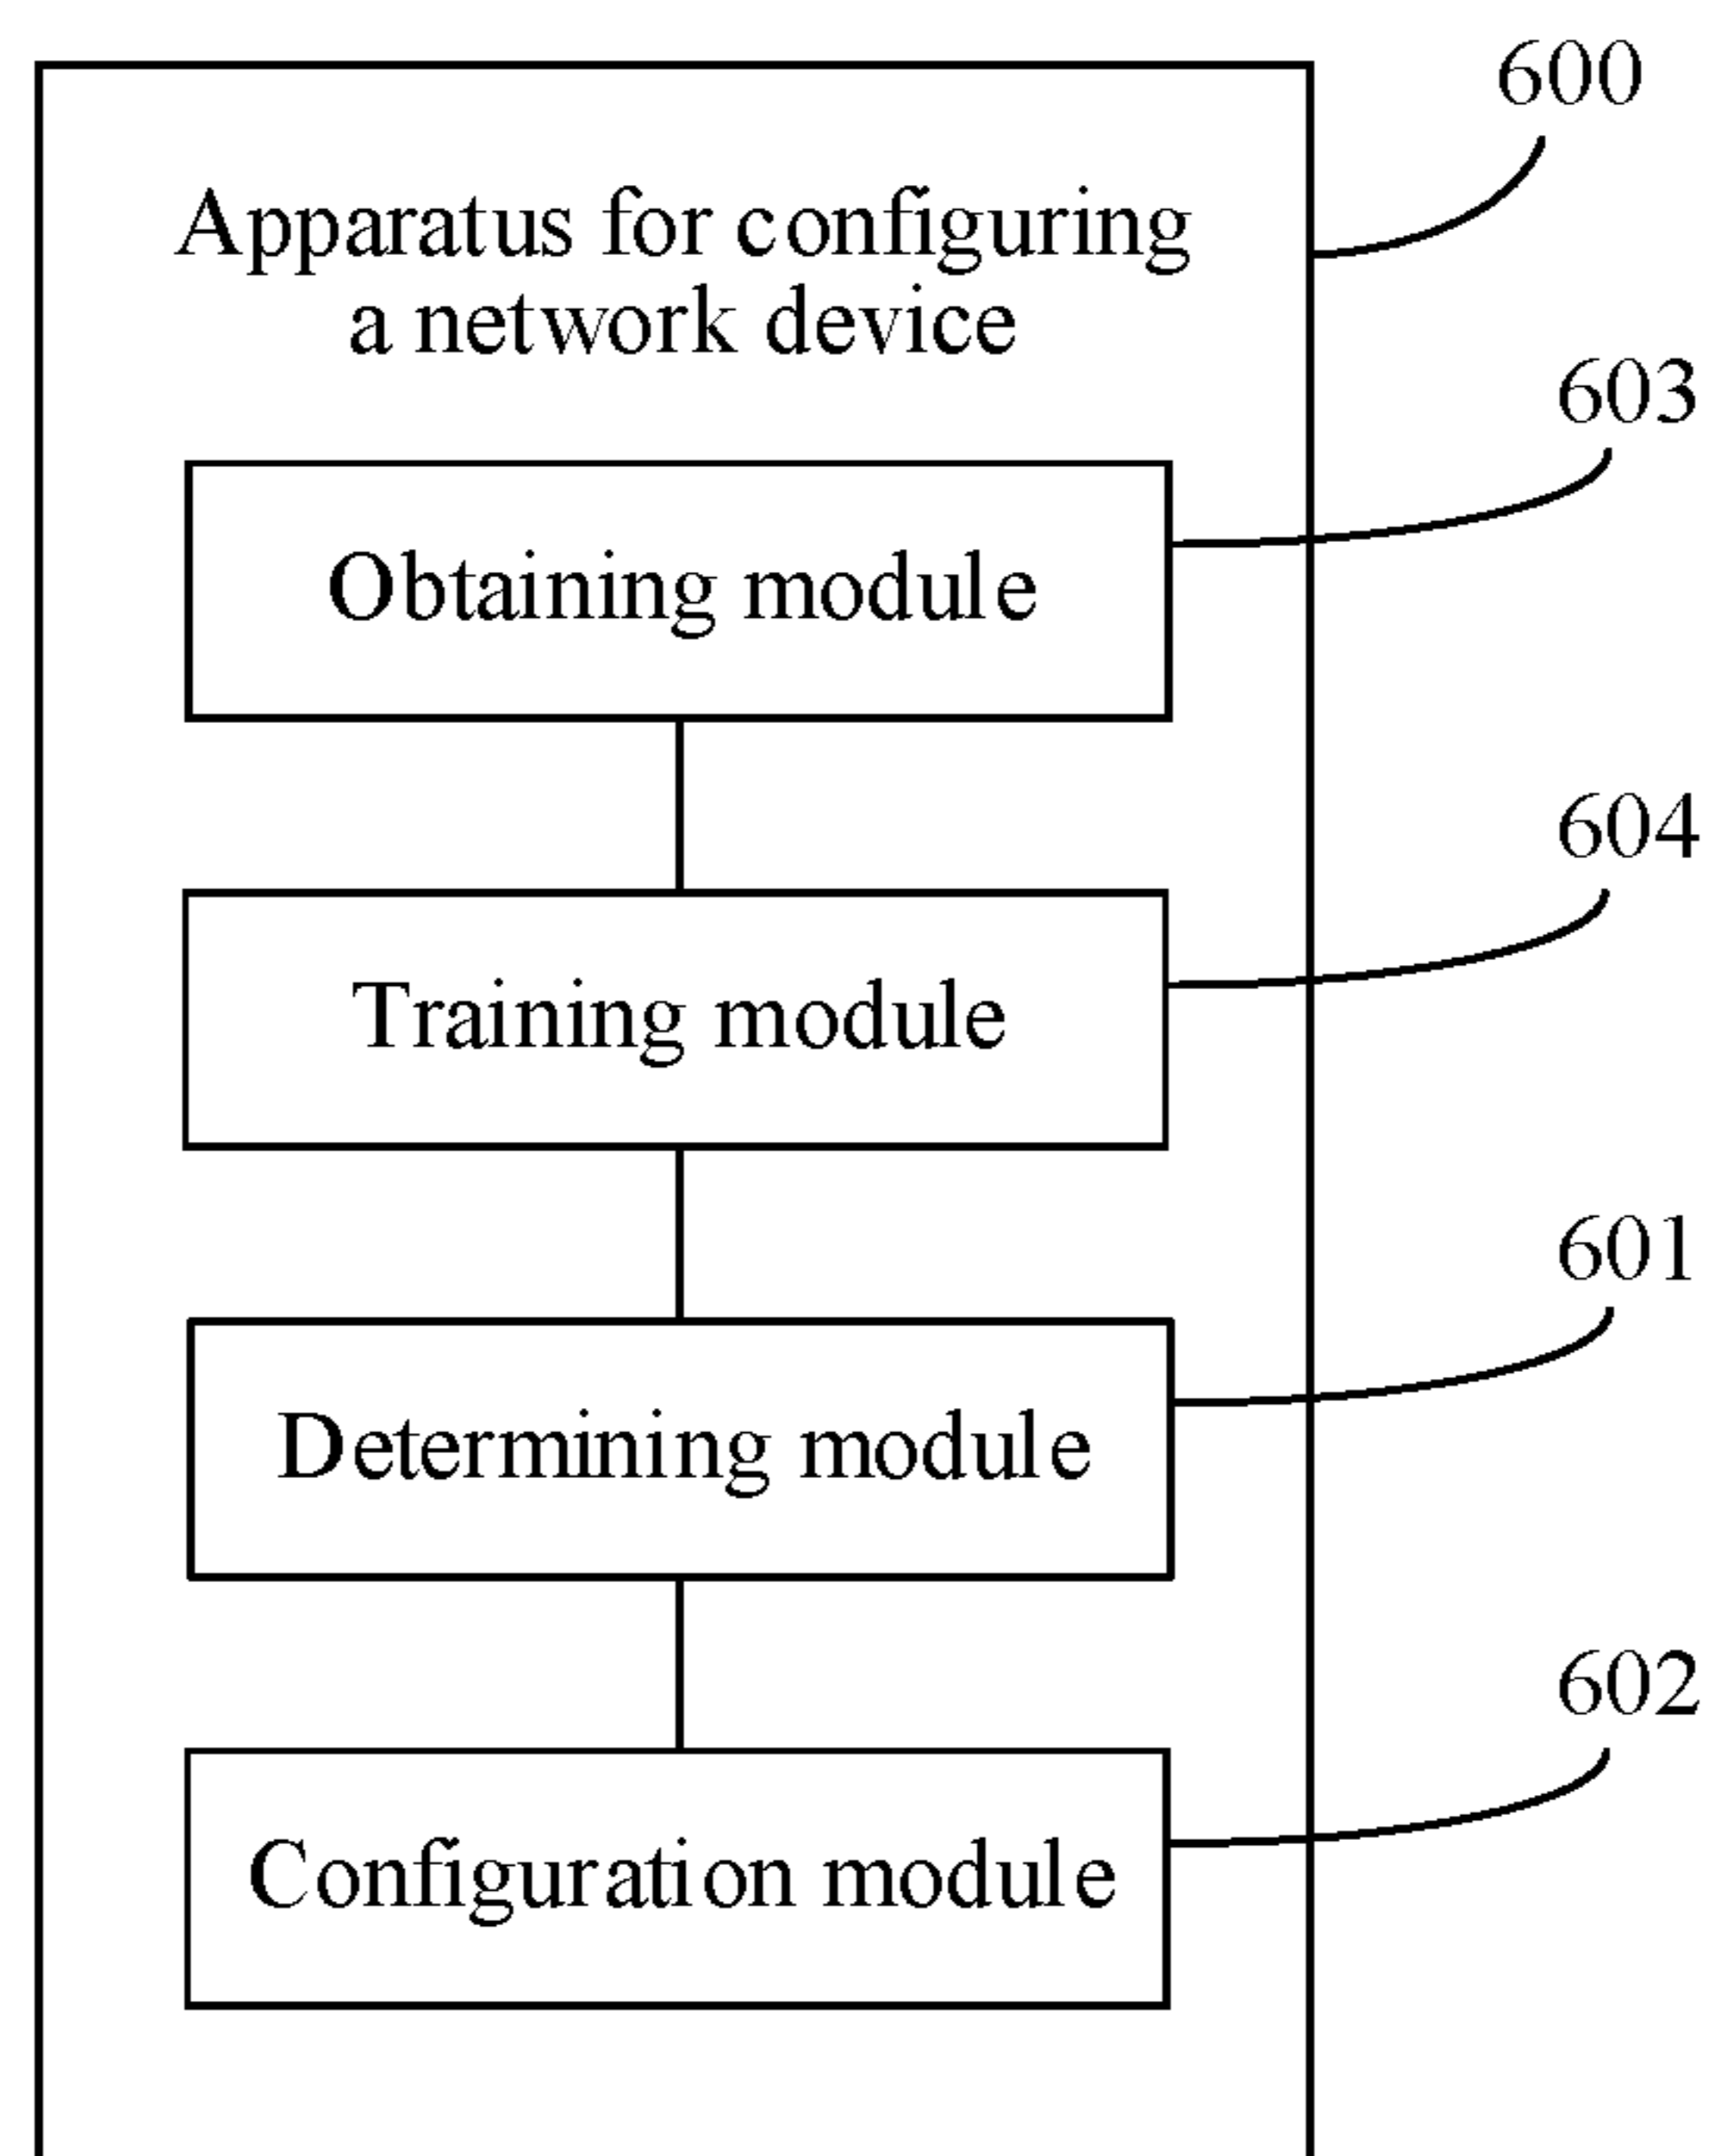 600
Apparatus for configuring
a network device
603
Obtaining module
604
Training module
601
Determining module
602
Configuration module